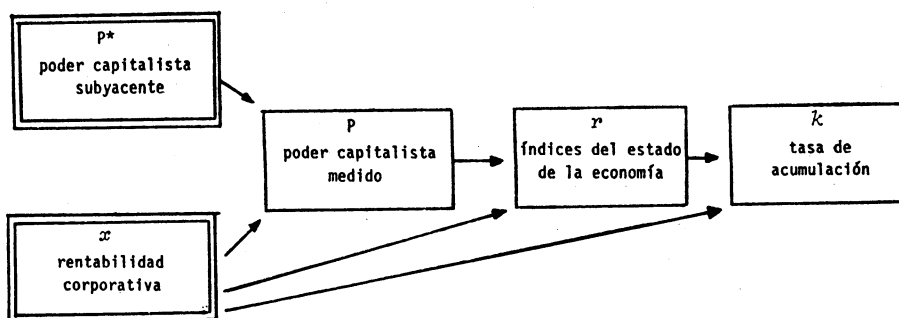 P*
poder capitalista
subyacente
P
poder capitalista
medido
r
índices del estado
de la economía
k
tasa de
acumulación
x
rentabilidad
corporativa